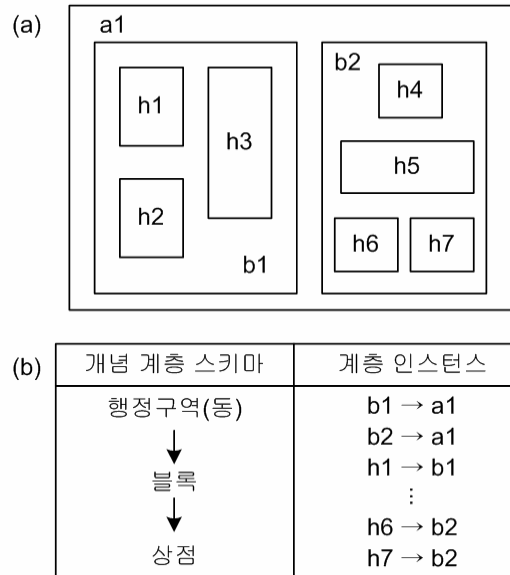 (a)
a1
b2
h1
h3
h4
h5
h2
h6
h7
b1
(b)
개념 계층 스키마
계층 인스턴스
행정구역(동)
블록
상점
b1 → a1
b2 → a1
h1 → b1
⋮
h6 → b2
h7 → b2